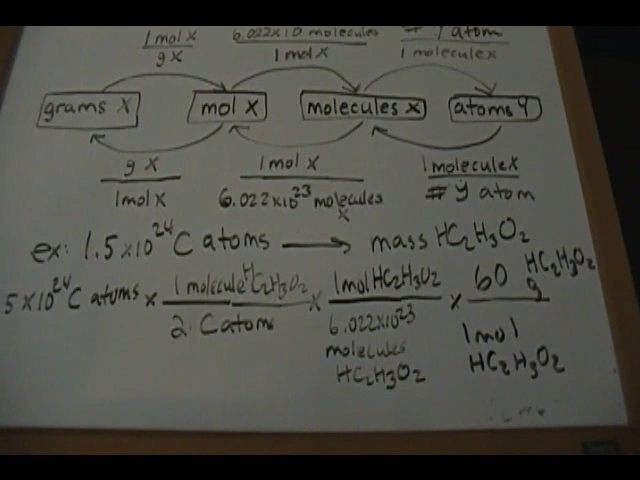 1 mol X 6.022x10 molecules # Y atom
g X 1 mol X 1 molecule x
grams X mol X molecules x atoms Y
g X 1 mol X 1 molecule X
1 mol X 6.022x10^23 molecules X # y atom
ex: 1.5x10^24 C atoms → mass HC2H3O2
5x10^24 C atoms x 1 molecule HC2H3O2 x 1 mol HC2H3O2 x 60 g HC2H3O2
2 C atoms 6.022x10^23 molecules HC2H3O2 1 mol HC2H3O2